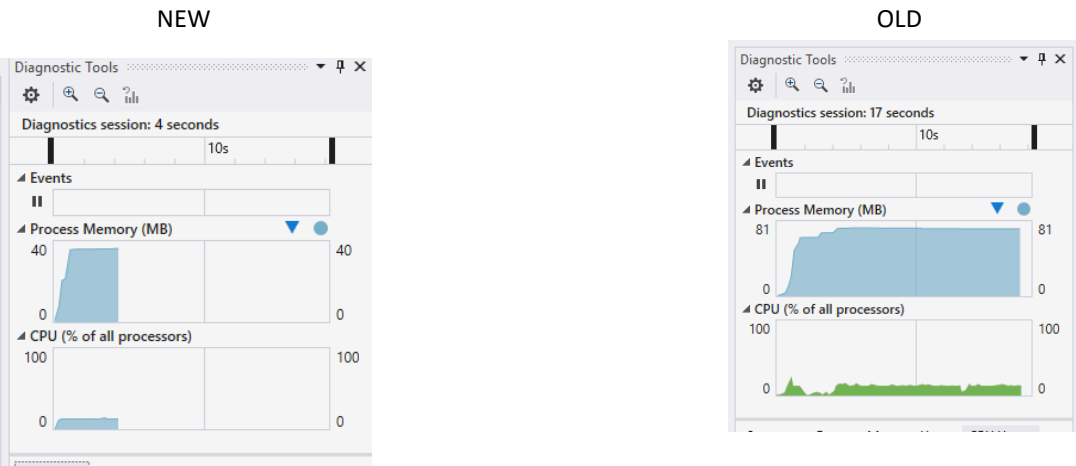 NEW
Diagnostic Tools
Diagnostics session: 4 seconds
10s
Events
Process Memory (MB)
40 40
0 0
CPU (% of all processors)
100 100
0 0
OLD
Diagnostic Tools
Diagnostics session: 17 seconds
10s
Events
Process Memory (MB)
81 81
0 0
CPU (% of all processors)
100 100
0 0